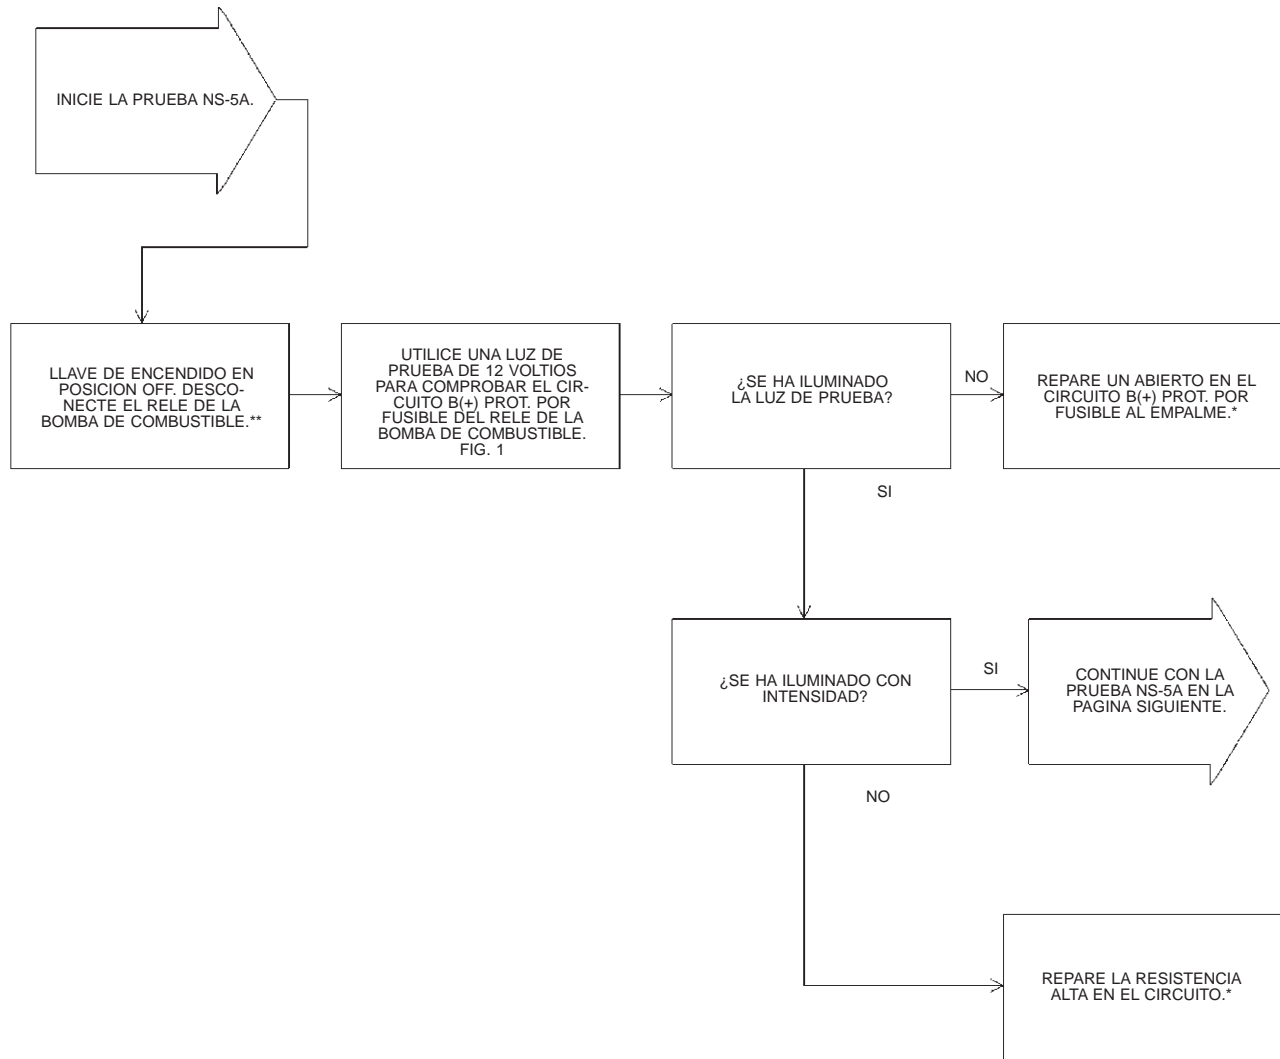 INICIE LA PRUEBA NS-5A.
LLAVE DE ENCENDIDO EN
POSICION OFF. DESCO-
NECTE EL RELE DE LA
BOMBA DE COMBUSTIBLE.**
UTILICE UNA LUZ DE
PRUEBA DE 12 VOLTIOS
PARA COMPROBAR EL CIR-
CUITO B(+) PROT. POR
FUSIBLE DEL RELE DE LA
BOMBA DE COMBUSTIBLE.
FIG. 1
¿SE HA ILUMINADO
LA LUZ DE PRUEBA?
NO
REPARE UN ABIERTO EN EL
CIRCUITO B(+) PROT. POR
FUSIBLE AL EMPALME.*
SI
¿SE HA ILUMINADO CON
INTENSIDAD?
SI
CONTINUE CON LA
PRUEBA NS-5A EN LA
PAGINA SIGUIENTE.
NO
REPARE LA RESISTENCIA
ALTA EN EL CIRCUITO.*